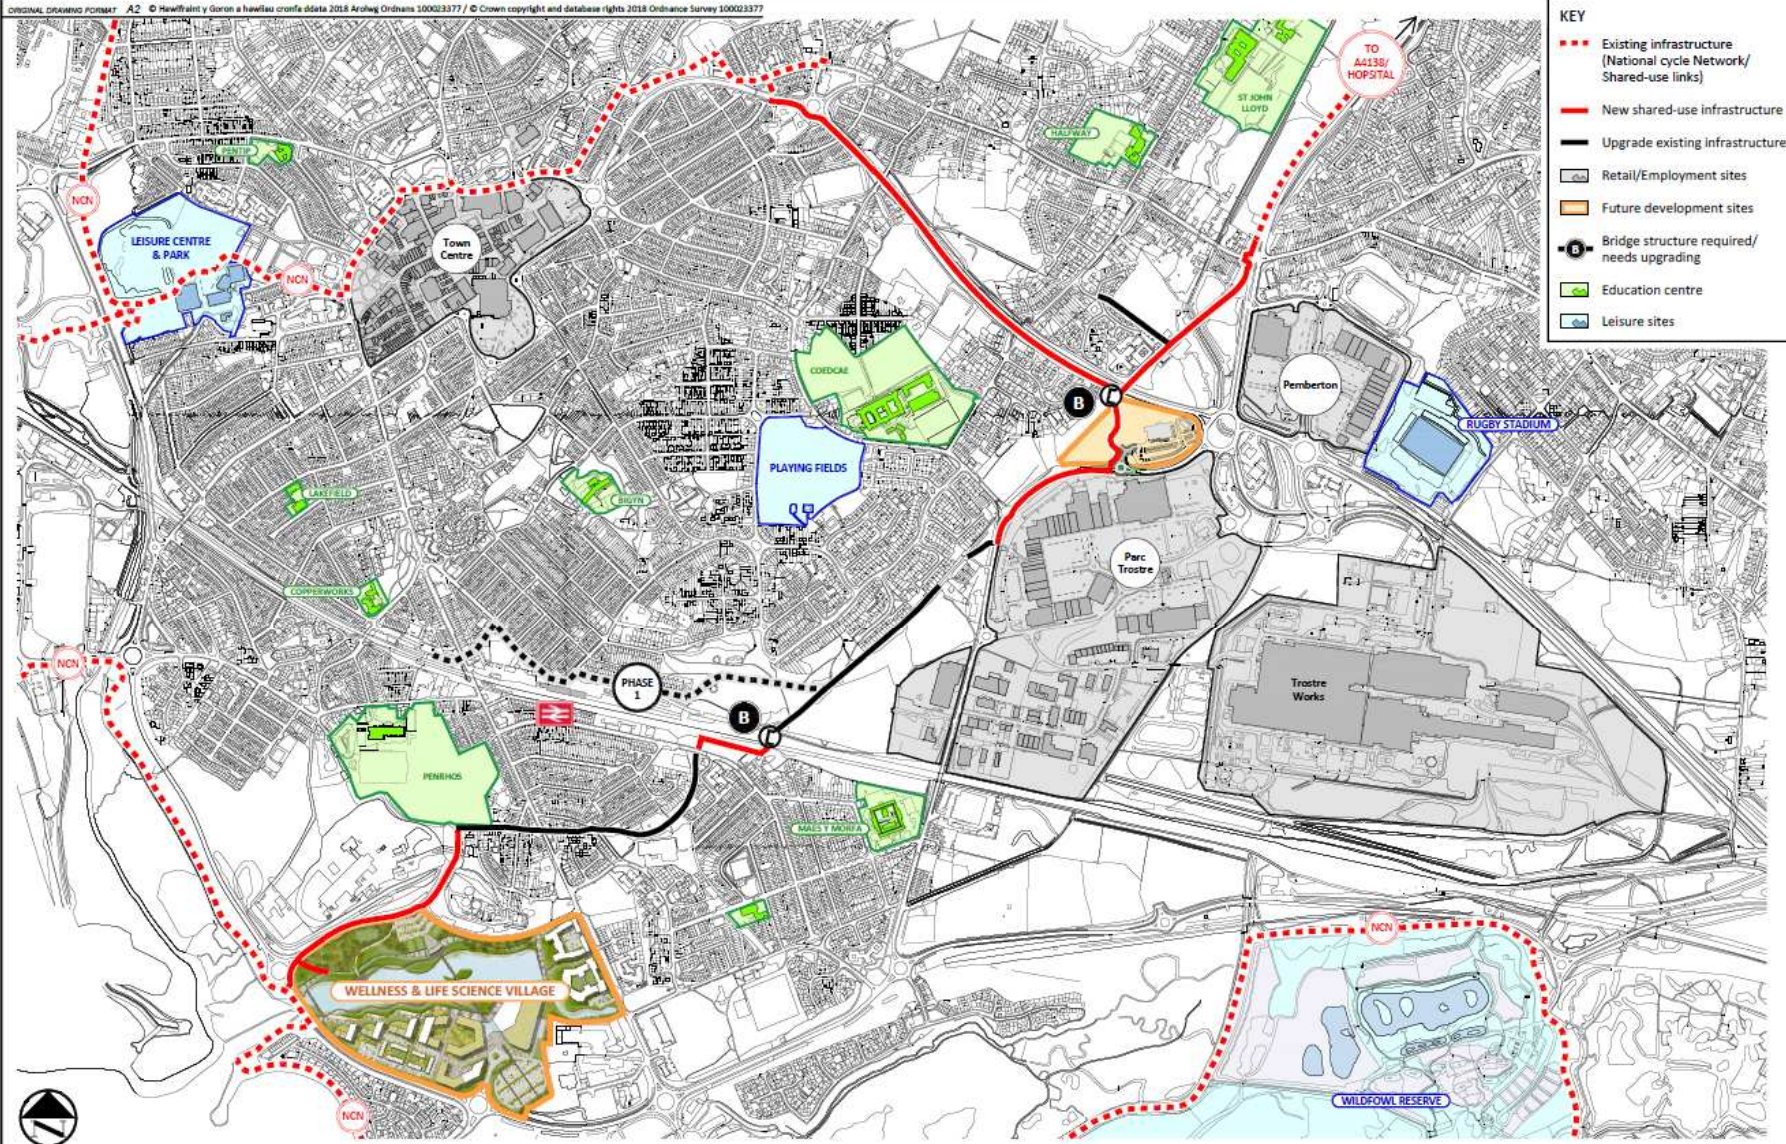 ORIGINAL DRAWING FORMAT A2 © Hawlfraint y Goron a hawliau cronfa ddata 2018 Arolwg Ordnans 100023377 / © Crown copyright and database rights 2018 Ordnance Survey 100023377
KEY
Existing infrastructure
(National cycle Network/
Shared-use links)
New shared-use infrastructure
Upgrade existing infrastructure
Retail/Employment sites
Future development sites
B
Bridge structure required/
needs upgrading
Education centre
Leisure sites
TO
A4138/
HOPSITAL
ST JOHN
LLOYD
HALFWAY
PENTIP
NCN
LEISURE CENTRE
& PARK
NCN
Town
Centre
COEDCAE
B
Pemberton
RUGBY STADIUM
PLAYING FIELDS
LAKEFIELD
BIGYN
Parc
Trostre
COPPERWORKS
NCN
PHASE
1
Trostre
Works
B
PENRHOS
MAES Y MORFA
NCN
WELLNESS & LIFE SCIENCE VILLAGE
WILDFOWL RESERVE
NCN
N